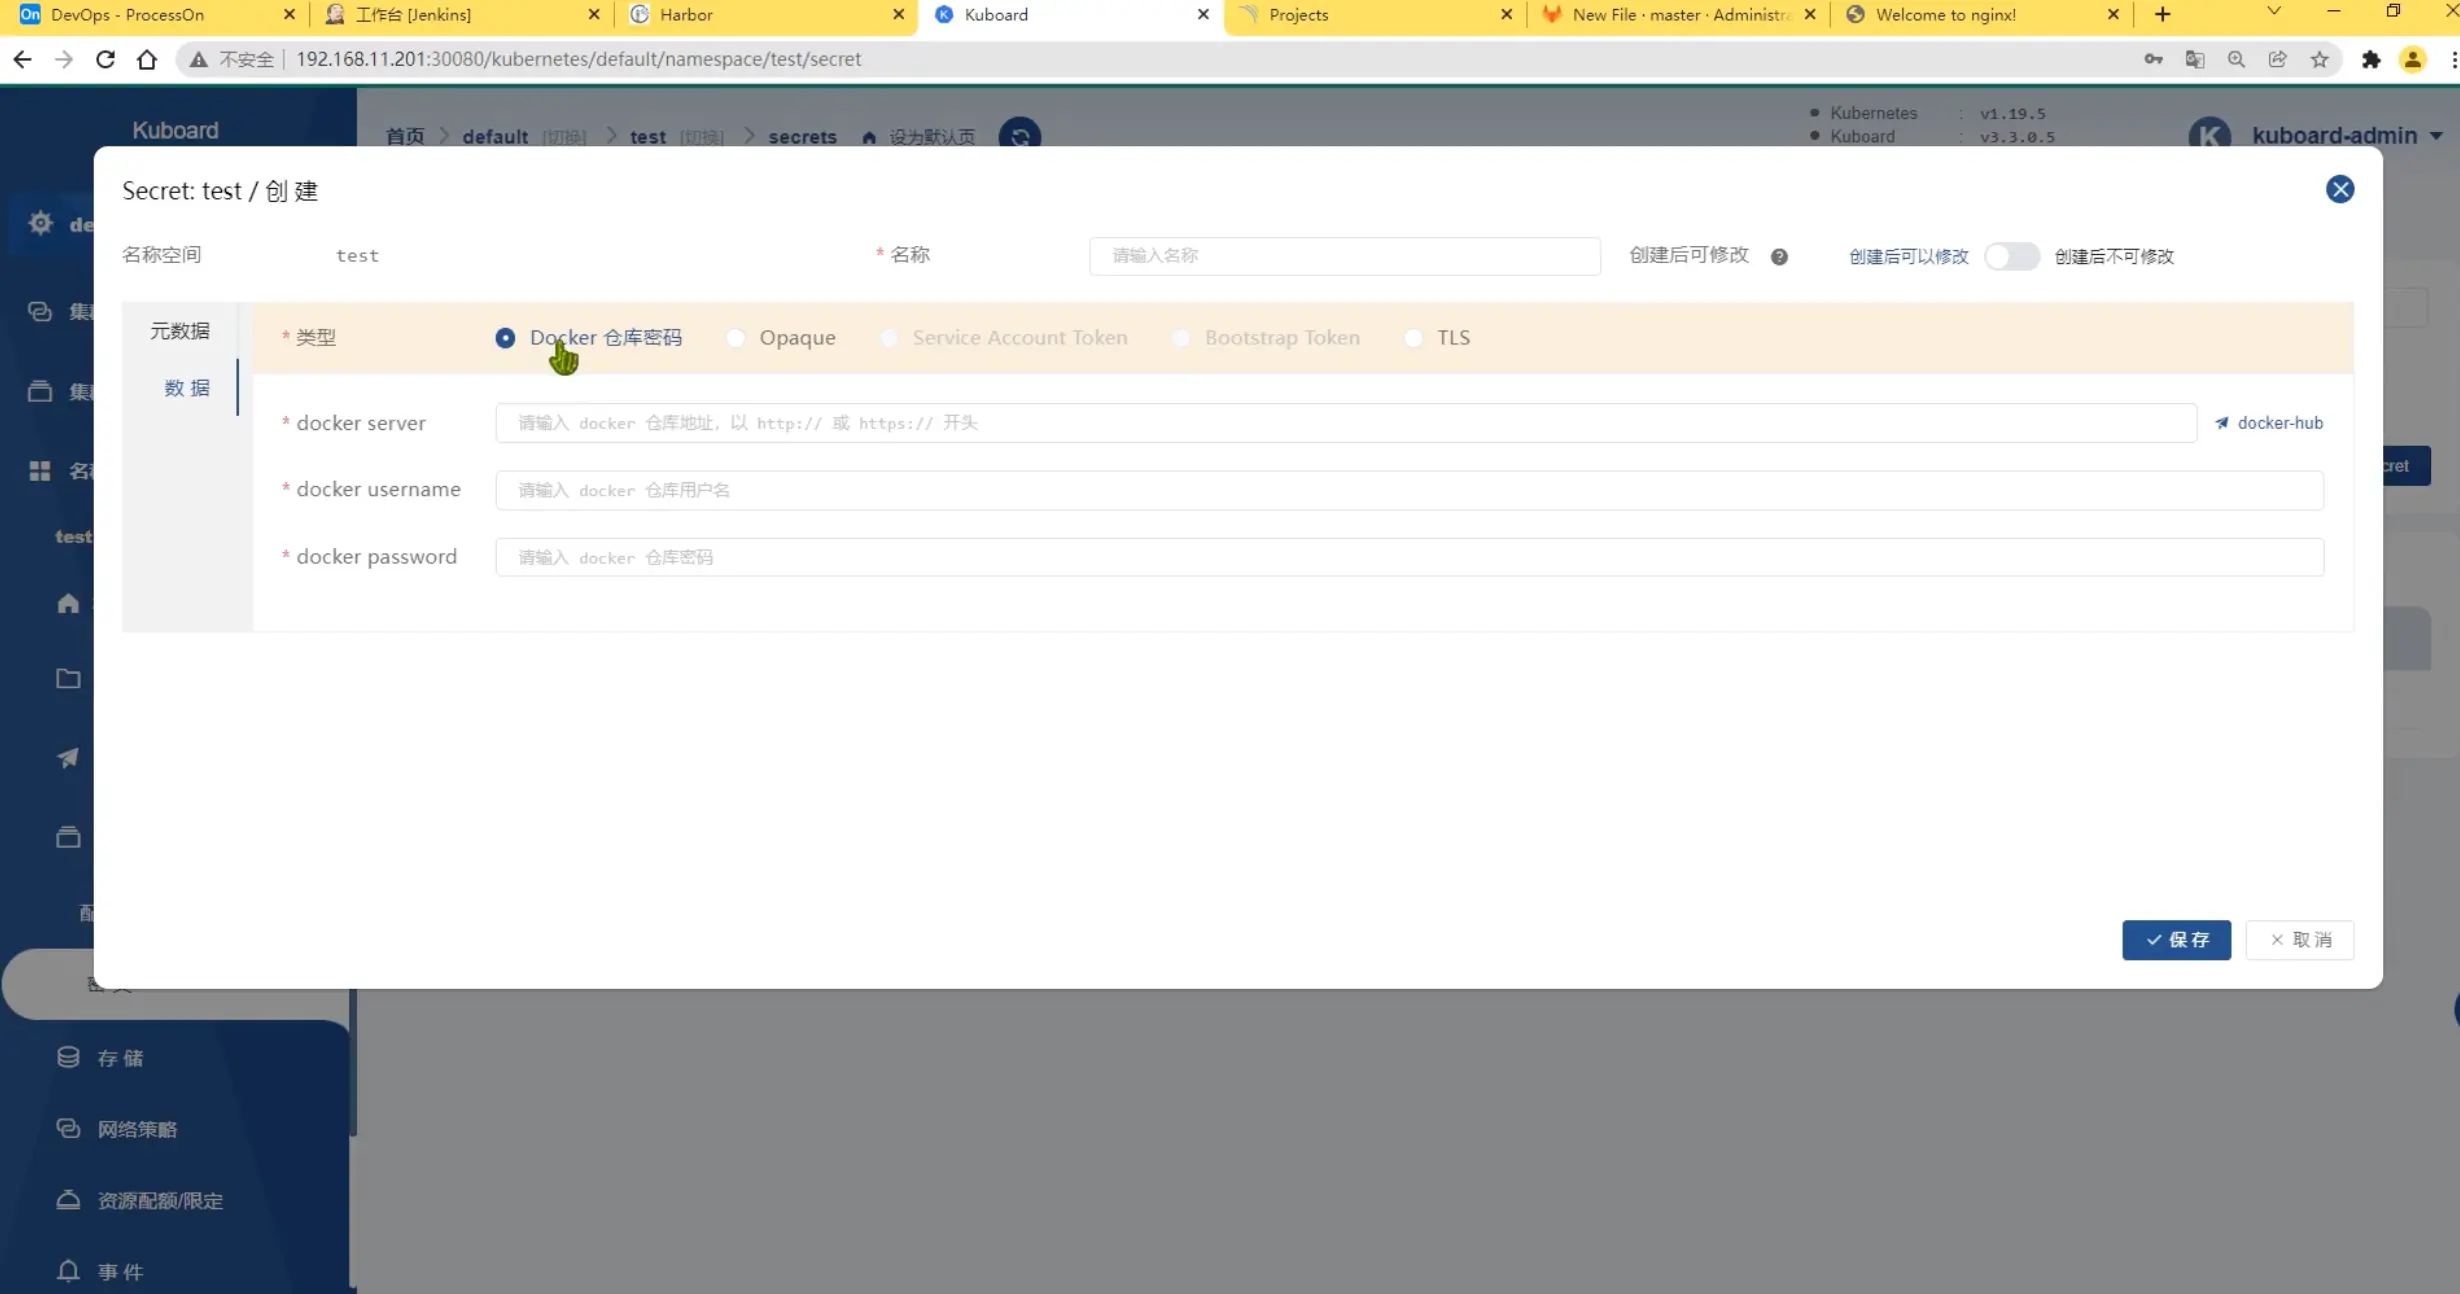 DevOps - ProcessOn
工作台 [Jenkins]
Harbor
Kuboard
Projects
New File · master · Administra
Welcome to nginx!
不安全
192.168.11.201:30080/kubernetes/default/namespace/test/secret
Kuboard
首页
default [切换]
test [切换]
secrets
设为默认页
Kubernetes : v1.19.5
Kuboard : v3.3.0.5
kuboard-admin
Secret: test / 创 建
名称空间
test
* 名称
请输入名称
创建后可修改
创建后可以修改
创建后不可修改
元数据
数 据
* 类型
Docker 仓库密码
Opaque
Service Account Token
Bootstrap Token
TLS
* docker server
请输入 docker 仓库地址，以 http:// 或 https:// 开头
docker-hub
* docker username
请输入 docker 仓库用户名
* docker password
请输入 docker 仓库密码
test
保 存
取 消
存 储
网络策略
资源配额/限定
事 件